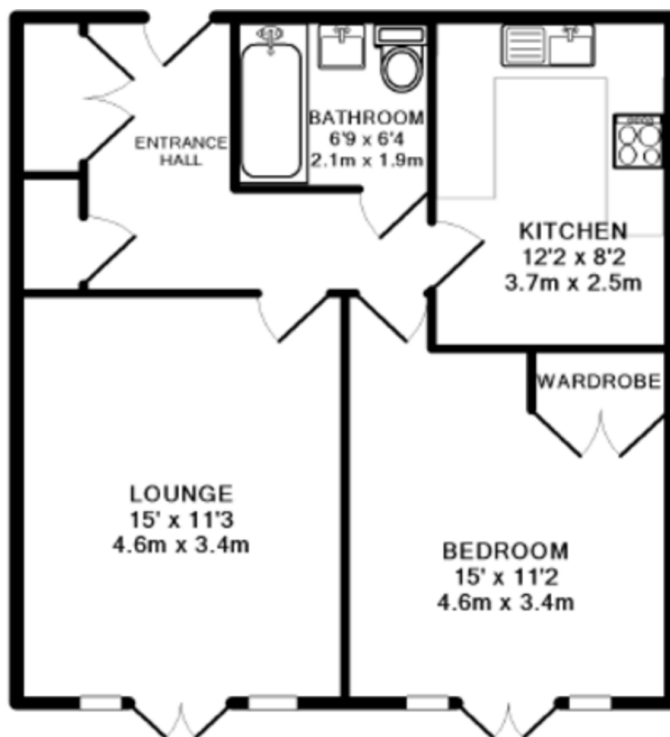 BATHROOM
6'9 x 6'4
2.1m x 1.9m
ENTRANCE
HALL
KITCHEN
12'2 x 8'2
3.7m x 2.5m
WARDROBE
LOUNGE
15' x 11'3
4.6m x 3.4m
BEDROOM
15' x 11'2
4.6m x 3.4m